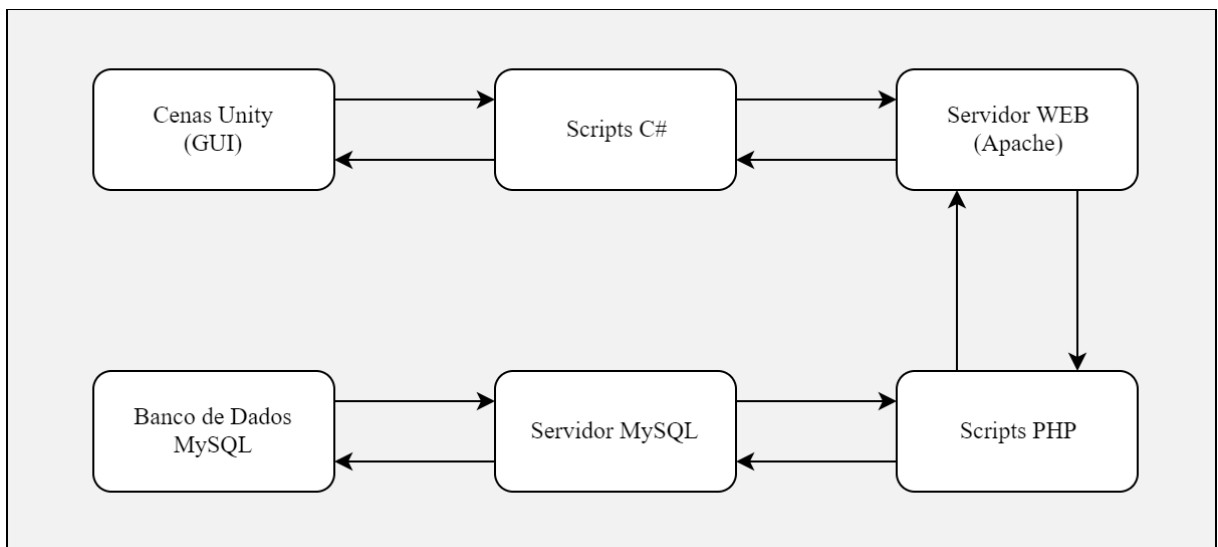 Cenas Unity
(GUI)
Scripts C#
Servidor WEB
(Apache)
Banco de Dados
MySQL
Servidor MySQL
Scripts PHP